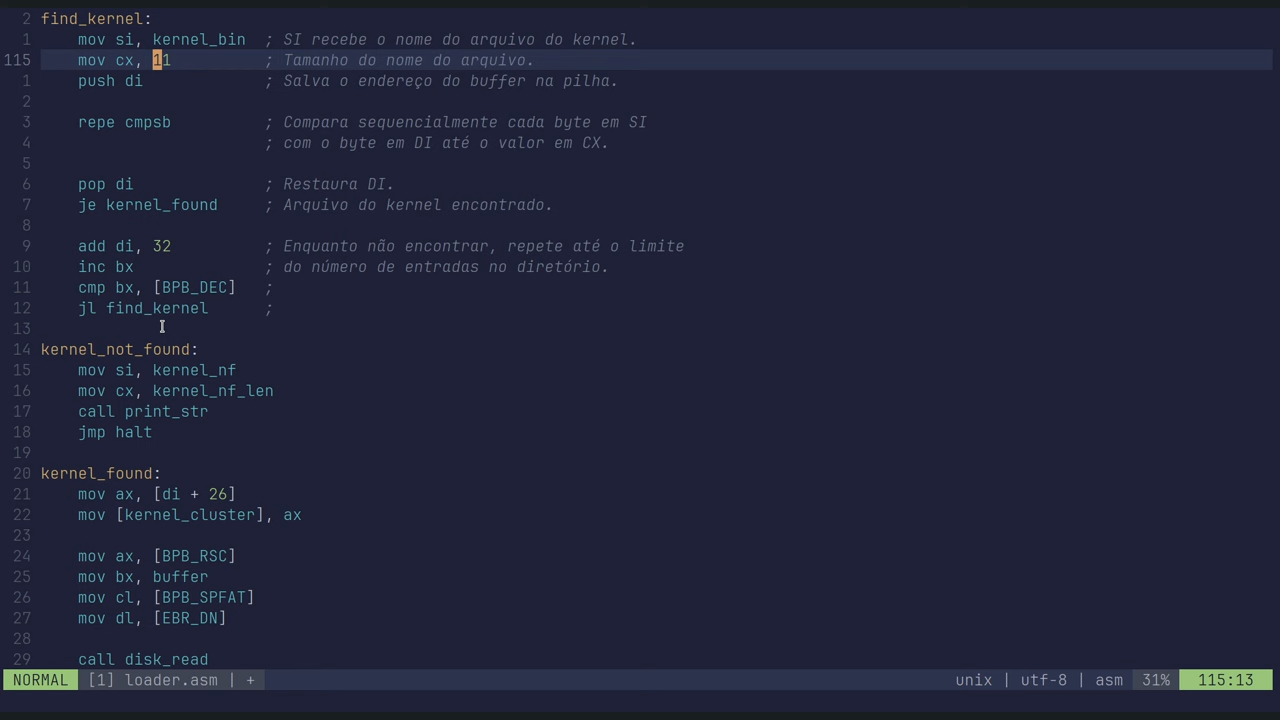 2 find_kernel:
1 mov si, kernel_bin ; SI recebe o nome do arquivo do kernel.
115 mov cx, 11 ; Tamanho do nome do arquivo.
1 push di ; Salva o endereço do buffer na pilha.
2
3 repe cmpsb ; Compara sequencialmente cada byte em SI
4 ; com o byte em DI até o valor em CX.
5
6 pop di ; Restaura DI.
7 je kernel_found ; Arquivo do kernel encontrado.
8
9 add di, 32 ; Enquanto não encontrar, repete até o limite
10 inc bx ; do número de entradas no diretório.
11 cmp bx, [BPB_DEC] ;
12 jl find_kernel ;
13
14 kernel_not_found:
15 mov si, kernel_nf
16 mov cx, kernel_nf_len
17 call print_str
18 jmp halt
19
20 kernel_found:
21 mov ax, [di + 26]
22 mov [kernel_cluster], ax
23
24 mov ax, [BPB_RSC]
25 mov bx, buffer
26 mov cl, [BPB_SPFAT]
27 mov dl, [EBR_DN]
28
29 call disk_read
NORMAL [1] loader.asm | + unix | utf-8 | asm 31% 115:13